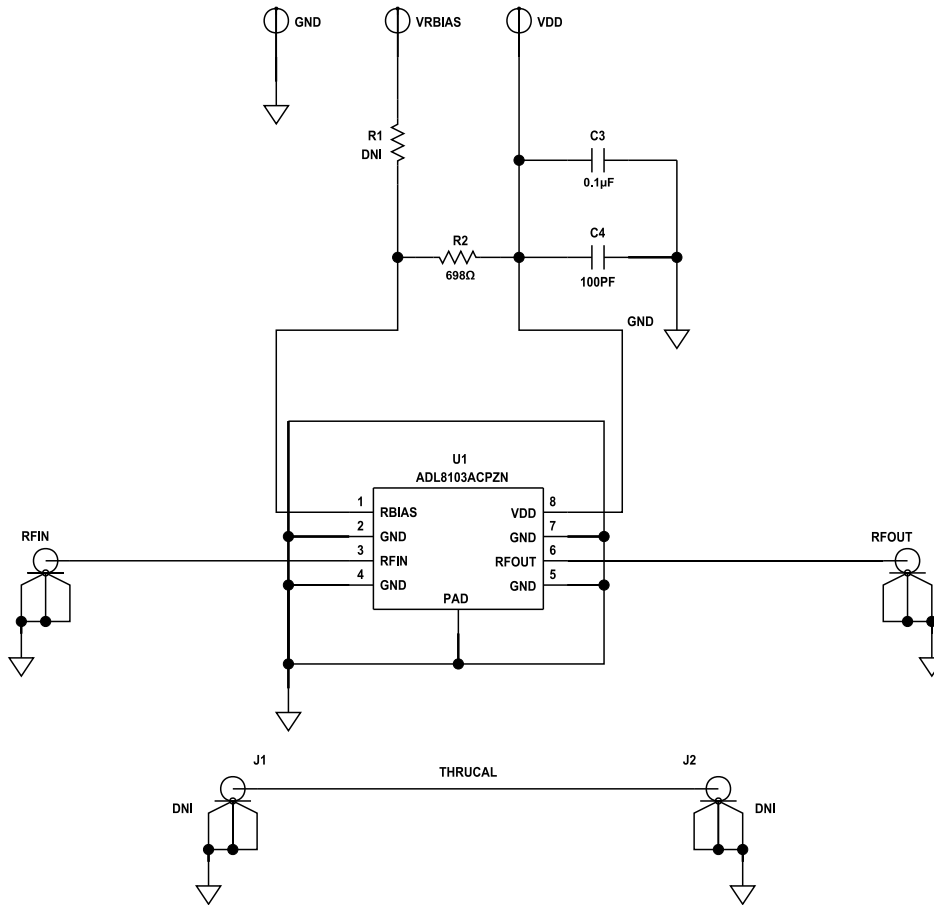 GND
VRBIAS
VDD
R1
DNI
C3
0.1µF
R2
698Ω
C4
100PF
GND
U1
ADL8103ACPZN
1
RBIAS
VDD
8
2
GND
GND
7
3
RFIN
RFOUT
6
4
GND
GND
5
PAD
RFIN
RFOUT
J1
THRUCAL
J2
DNI
DNI